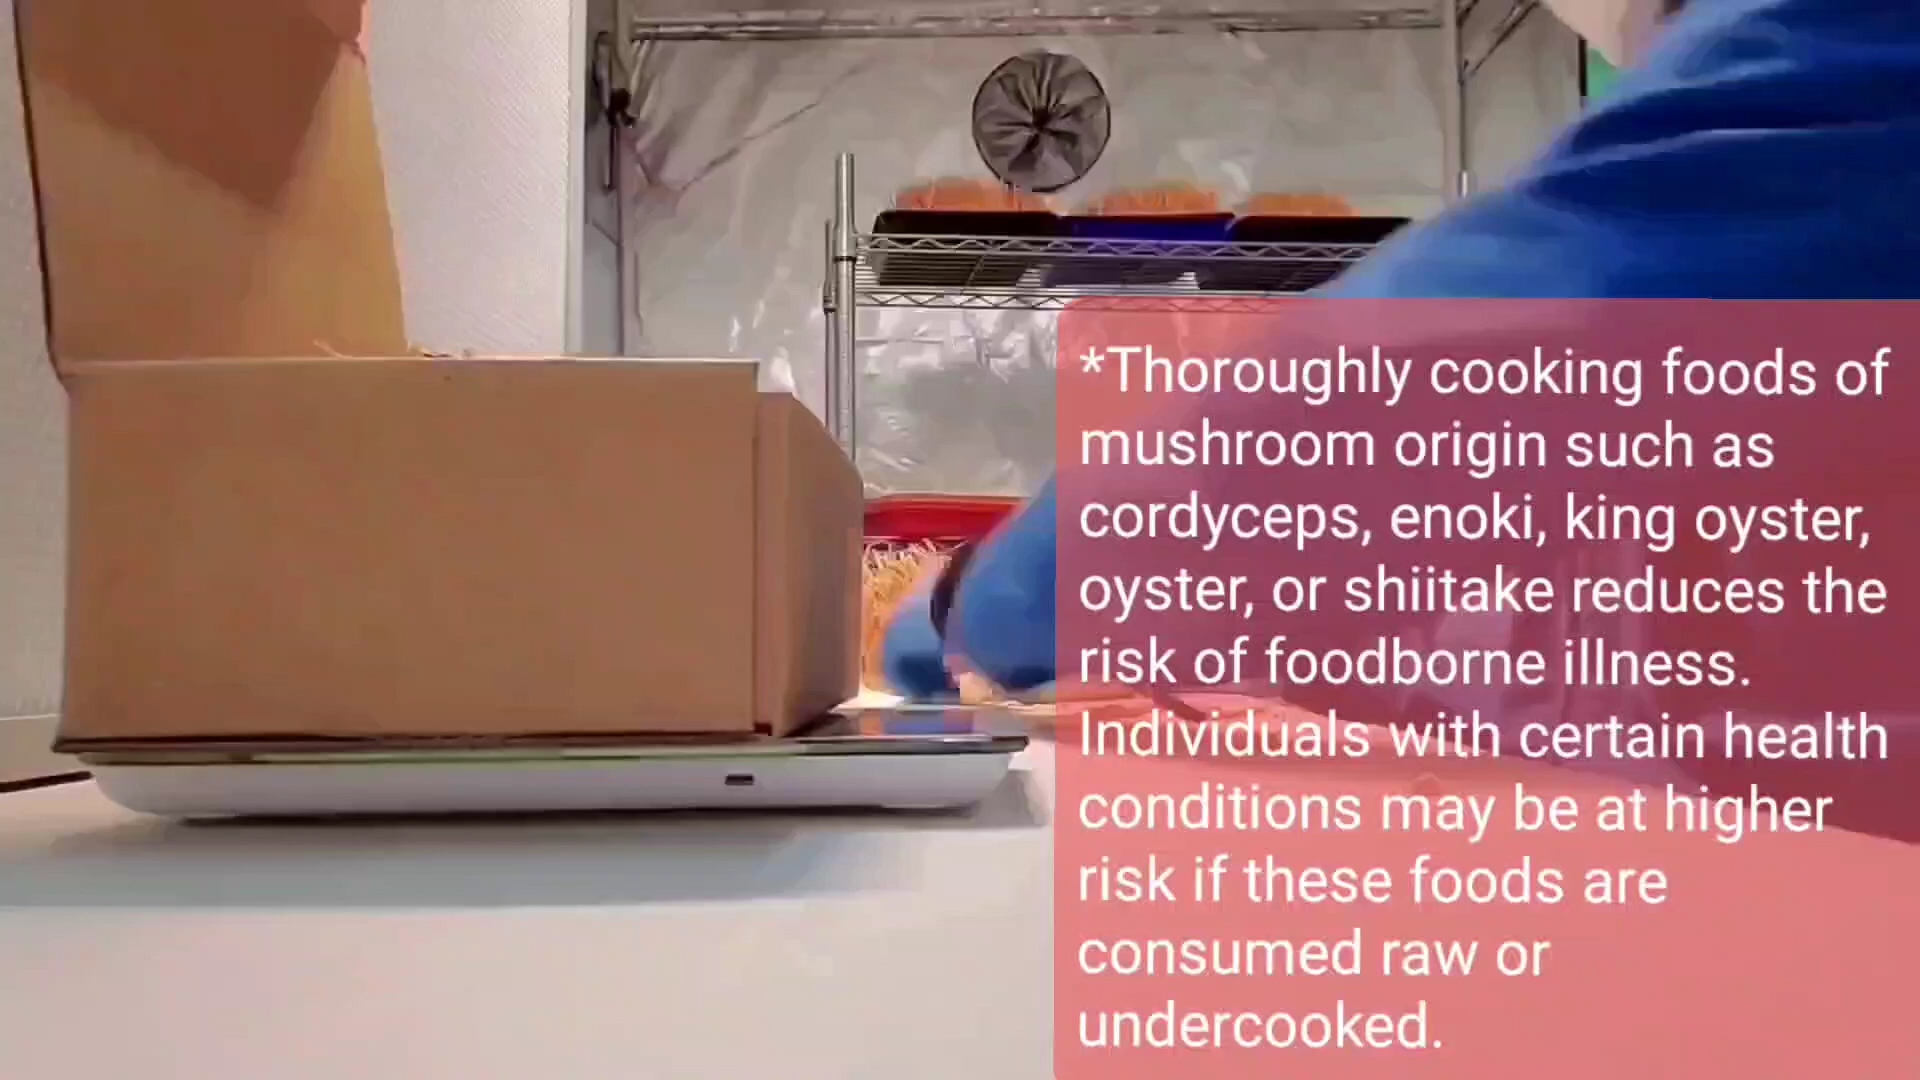 *Thoroughly cooking foods of
mushroom origin such as
cordyceps, enoki, king oyster,
oyster, or shiitake reduces the
risk of foodborne illness.
Individuals with certain health
conditions may be at higher
risk if these foods are
consumed raw or
undercooked.